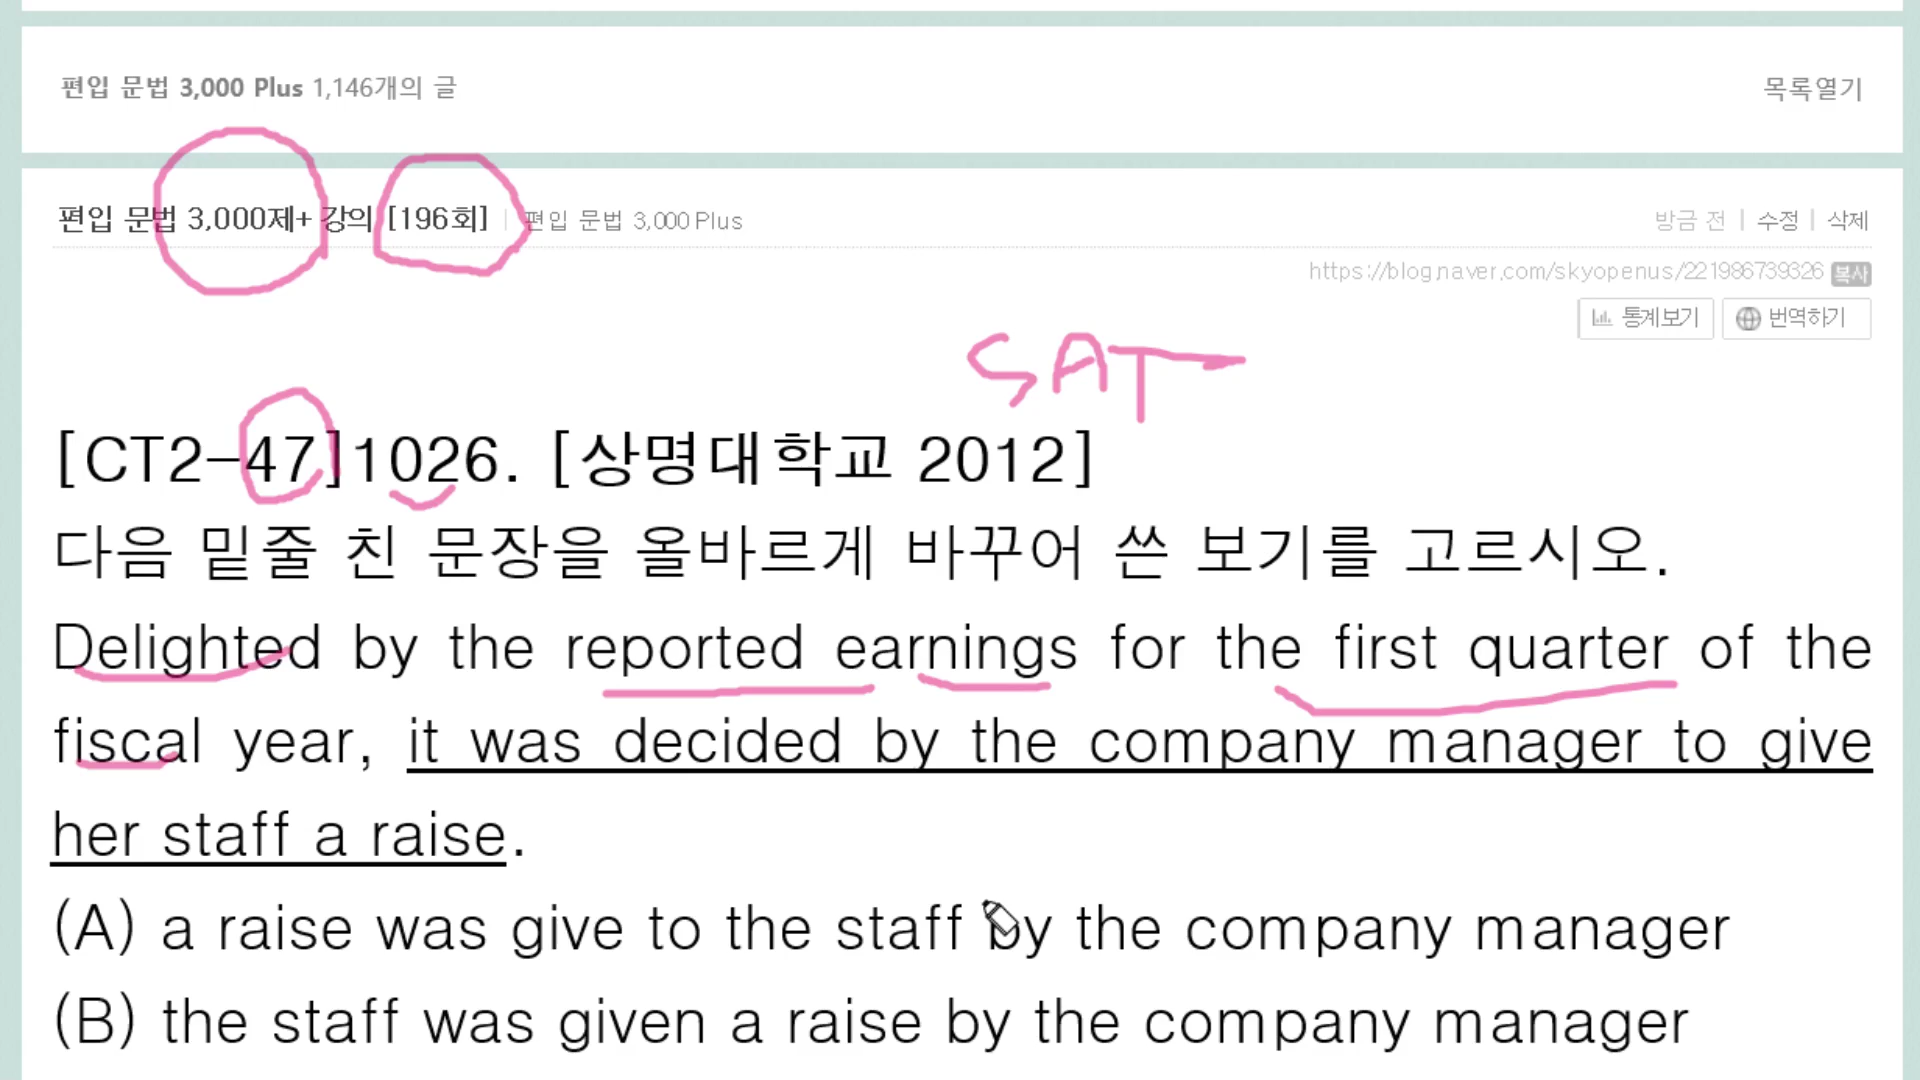 편입 문법 3,000 Plus 1,146개의 글
목록열기
편입 문법 3,000제+ 강의 [196회] | 편입 문법 3,000 Plus
방금 전 | 수정 | 삭제
https://blog.naver.com/skyopenus/221986739326 복사
통계보기 번역하기
SAT
[CT2-47]1026. [상명대학교 2012]
다음 밑줄 친 문장을 올바르게 바꾸어 쓴 보기를 고르시오.
Delighted by the reported earnings for the first quarter of the
fiscal year, it was decided by the company manager to give
her staff a raise.
(A) a raise was give to the staff by the company manager
(B) the staff was given a raise by the company manager